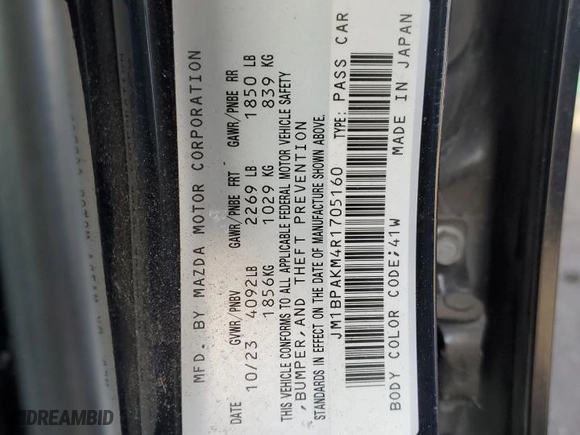 MFD. BY MAZDA MOTOR CORPORATION
DATE GVWR/PNBV GAWR/PNBE FRT GAWR/PNBE RR
10/23 4092LB 2269 LB 1850 LB
1856KG 1029 KG 839 KG
THIS VEHICLE CONFORMS TO ALL APPLICABLE FEDERAL MOTOR VEHICLE SAFETY
,BUMPER,AND THEFT PREVENTION
STANDARDS IN EFFECT ON THE DATE OF MANUFACTURE SHOWN ABOVE.
JM1BPAKM4R1705160 TYPE: PASS CAR
MADE IN JAPAN
BODY COLOR CODE;41W
IDREAMBID